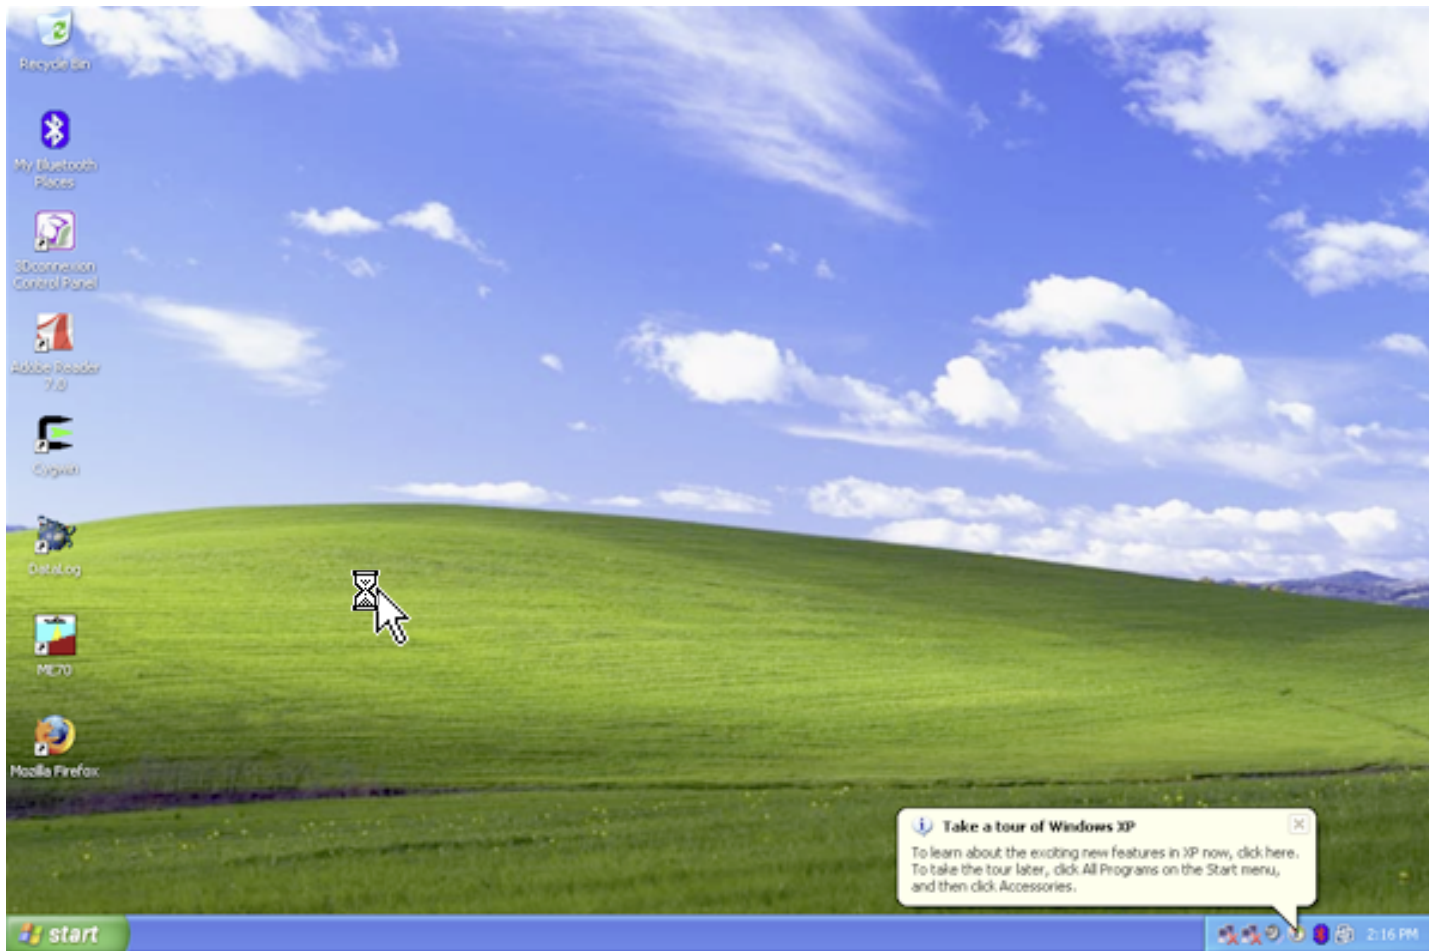 Recycle Bin
My Bluetooth
Places
3Dconnexion
Control Panel
Adobe Reader
7.0
Cygwin
DataLog
ME70
Mozilla Firefox
Take a tour of Windows XP
To learn about the exciting new features in XP now, click here.
To take the tour later, click All Programs on the Start menu,
and then click Accessories.
start
2:16 PM